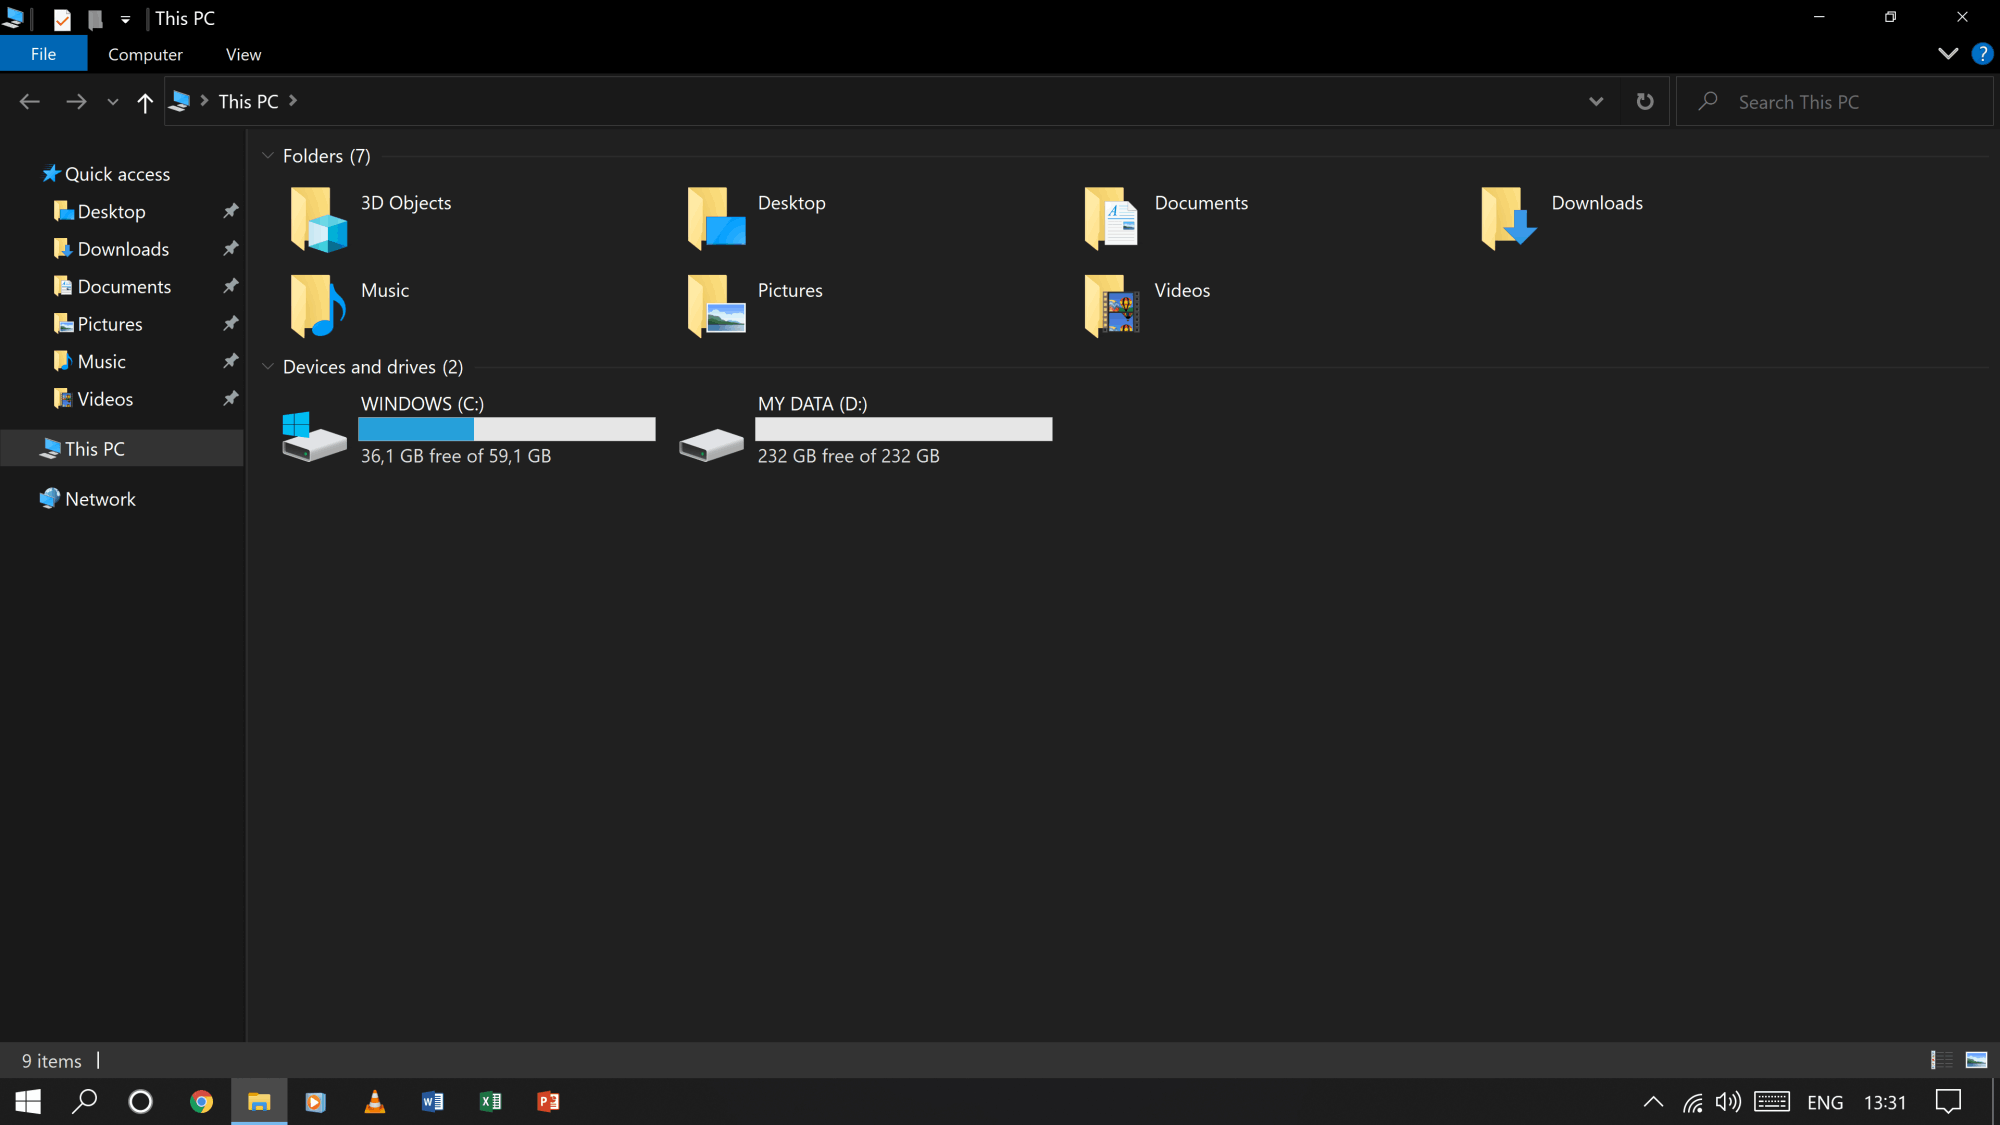 This PC
File Computer View
This PC
Search This PC
Quick access
Desktop
Downloads
Documents
Pictures
Music
Videos
This PC
Network
Folders (7)
3D Objects
Desktop
Documents
Downloads
Music
Pictures
Videos
Devices and drives (2)
WINDOWS (C:)
36,1 GB free of 59,1 GB
MY DATA (D:)
232 GB free of 232 GB
9 items
ENG 13:31